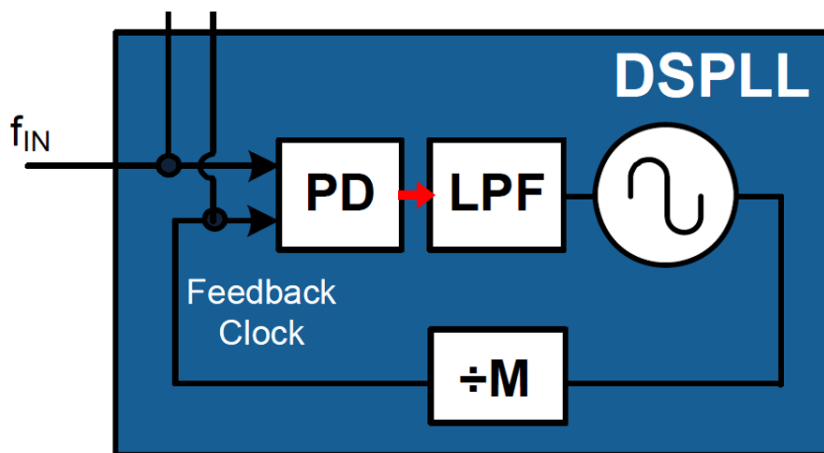 DSPLL
fIN
PD
LPF
Feedback
Clock
÷M